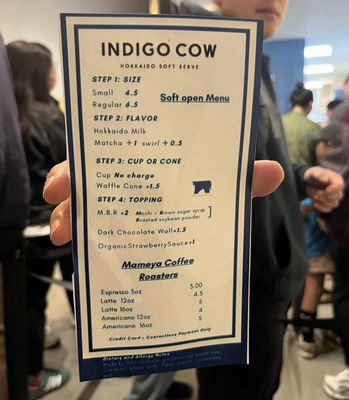 INDIGO COW
HOKKAIDO SOFT SERVE
STEP 1: SIZE
Small 4.5
Regular 6.5
Soft open Menu
STEP 2: FLAVOR
Hokkaido Milk
Matcha +1 swirl +0.5
STEP 3: CUP OR CONE
Cup No charge
Waffle Cone +1.5
STEP 4: TOPPING
M.B.R +2 Mochi + Brown sugar syrup
Roasted soybean powder
Dark Chocolate Wall +1.5
Organic Strawberry Sauce +1
Mameya Coffee
Roasters
Espresso 3oz 3.00
Latte 12oz 4.5
Latte 16oz 5
Americano 12oz 4
Americano 16oz 5
Credit Card + Contactless Payment Only
Dietary and Allergy Notes